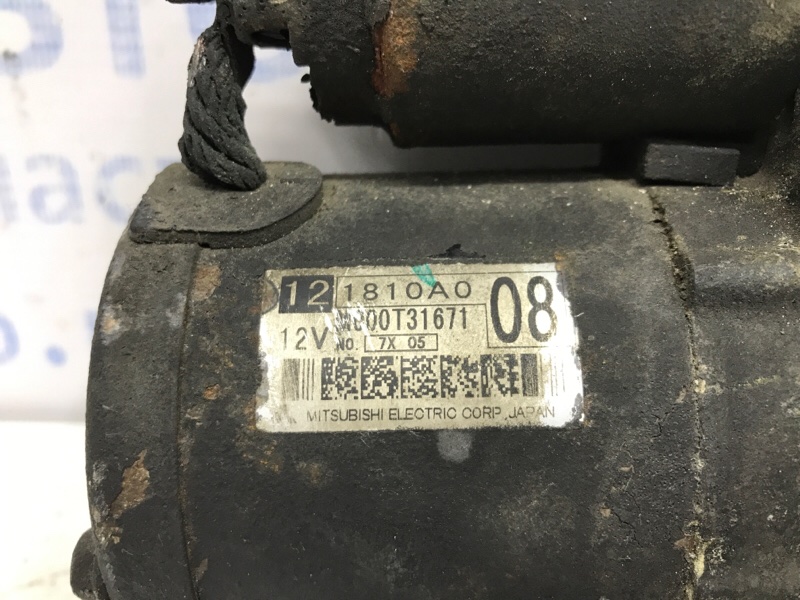 12 1810A0 08
12V M000T31671
No. 7X 05
MITSUBISHI ELECTRIC CORP. JAPAN